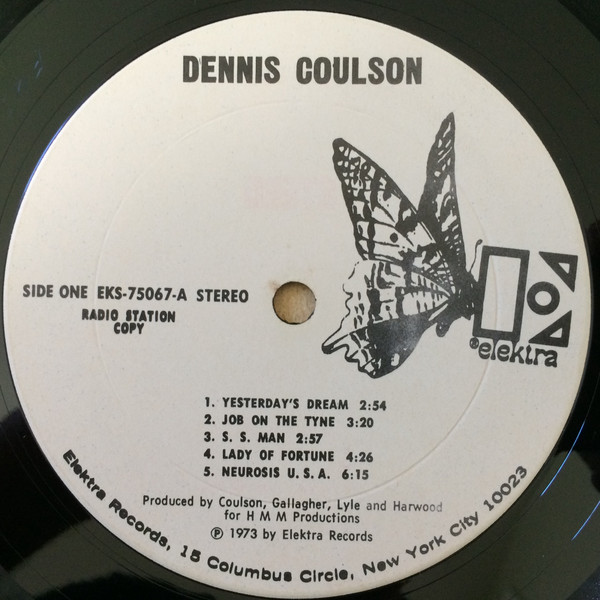 DENNIS COULSON
SIDE ONE EKS-75067-A STEREO
RADIO STATION
COPY
elektra
1. YESTERDAY'S DREAM 2:54
2. JOB ON THE TYNE 3:20
3. S. S. MAN 2:57
4. LADY OF FORTUNE 4:26
5. NEUROSIS U.S.A. 6:15
Produced by Coulson, Gallagher, Lyle and Harwood
for H M M Productions
℗ 1973 by Elektra Records
Elektra Records, 15 Columbus Circle, New York City 10023